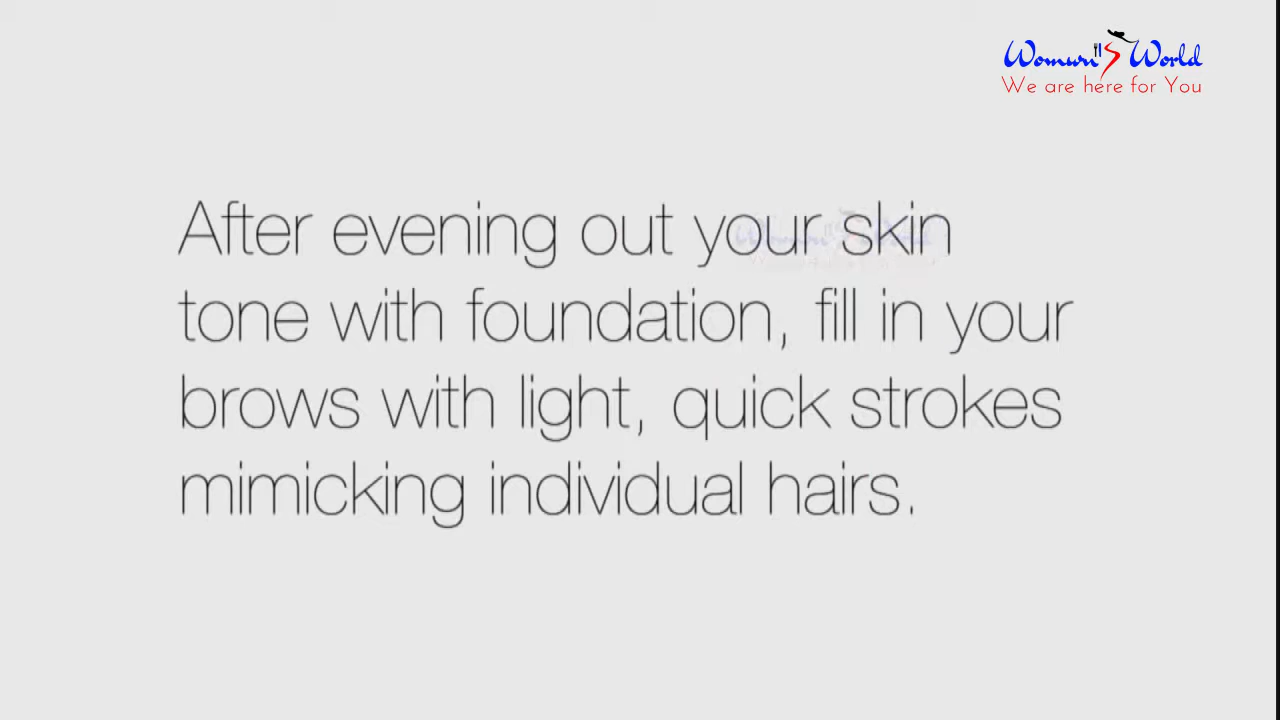 Women's World
We are here for You
After evening out your skin
tone with foundation, fill in your
brows with light, quick strokes
mimicking individual hairs.